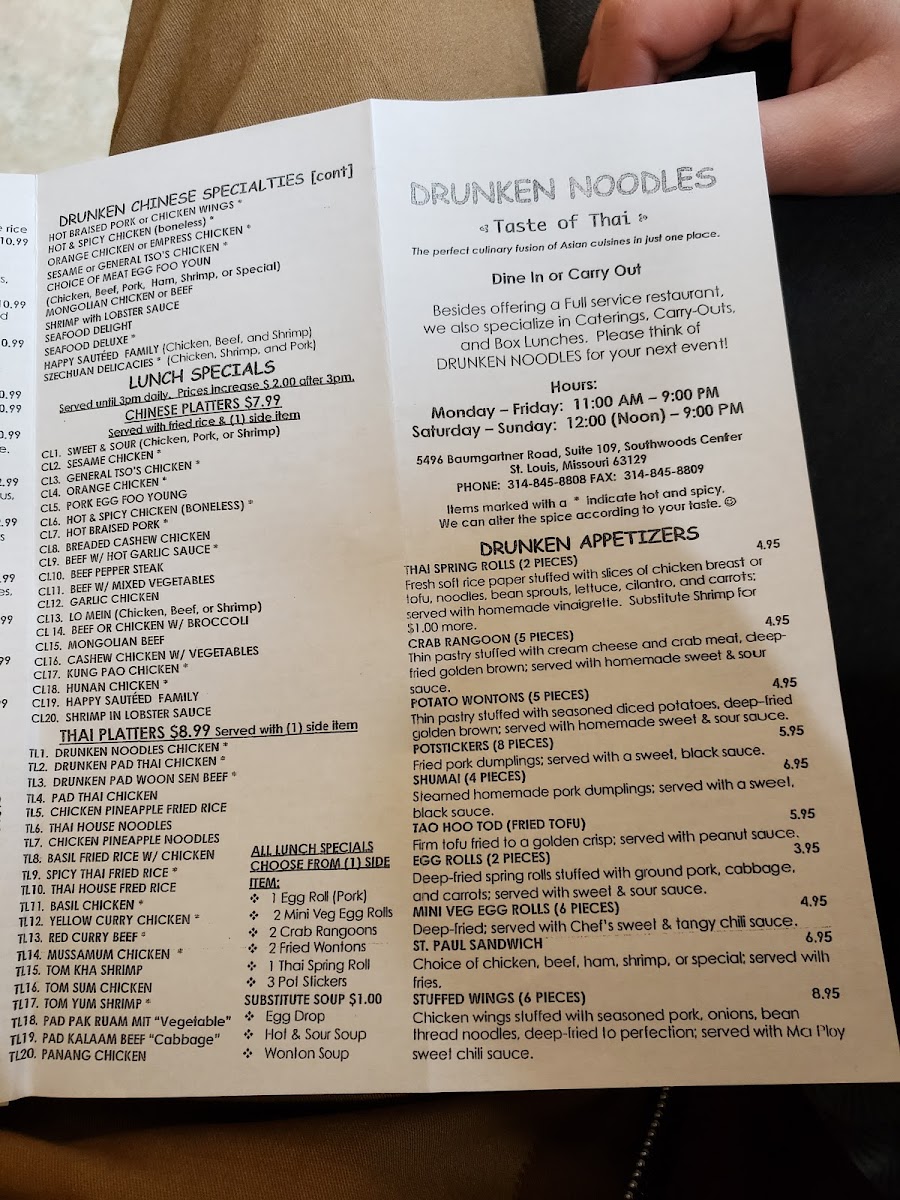 e rice
10.99
s,
0.99
d
0.99
0.99
0.99
0.99
e.
.99
us,
.99
s
.99
es,
99
99
9
DRUNKEN CHINESE SPECIALTIES [cont]
HOT BRAISED PORK or CHICKEN WINGS *
HOT & SPICY CHICKEN (boneless) *
ORANGE CHICKEN or EMPRESS CHICKEN *
SESAME or GENERAL TSO'S CHICKEN *
CHOICE OF MEAT EGG FOO YOUN
(Chicken, Beef, Pork, Ham, Shrimp, or Special)
MONGOLIAN CHICKEN or BEEF
SHRIMP with LOBSTER SAUCE
SEAFOOD DELIGHT
SEAFOOD DELUXE *
HAPPY SAUTÉED FAMILY (Chicken, Beef, and Shrimp)
SZECHUAN DELICACIES * (Chicken, Shrimp, and Pork)
LUNCH SPECIALS
Served until 3pm daily. Prices increase $ 2.00 after 3pm.
CHINESE PLATTERS $7.99
Served with fried rice & (1) side item
CL1. SWEET & SOUR (Chicken, Pork, or Shrimp)
CL2. SESAME CHICKEN *
CL3. GENERAL TSO'S CHICKEN *
CL4. ORANGE CHICKEN *
CL5. PORK EGG FOO YOUNG
CL6. HOT & SPICY CHICKEN (BONELESS) *
CL7. HOT BRAISED PORK *
CL8. BREADED CASHEW CHICKEN
CL9. BEEF W/ HOT GARLIC SAUCE *
CL10. BEEF PEPPER STEAK
CL11. BEEF W/ MIXED VEGETABLES
CL12. GARLIC CHICKEN
CL13. LO MEIN (Chicken, Beef, or Shrimp)
CL 14. BEEF OR CHICKEN W/ BROCCOLI
CL15. MONGOLIAN BEEF
CL16. CASHEW CHICKEN W/ VEGETABLES
CL17. KUNG PAO CHICKEN *
CL18. HUNAN CHICKEN *
CL19. HAPPY SAUTÉED FAMILY
CL20. SHRIMP IN LOBSTER SAUCE
THAI PLATTERS $8.99 Served with (1) side item
TL1. DRUNKEN NOODLES CHICKEN *
TL2. DRUNKEN PAD THAI CHICKEN *
TL3. DRUNKEN PAD WOON SEN BEEF *
TL4. PAD THAI CHICKEN
TL5. CHICKEN PINEAPPLE FRIED RICE
TL6. THAI HOUSE NOODLES
TL7. CHICKEN PINEAPPLE NOODLES
TL8. BASIL FRIED RICE W/ CHICKEN
TL9. SPICY THAI FRIED RICE *
TL10. THAI HOUSE FRED RICE
TL11. BASIL CHICKEN *
TL12. YELLOW CURRY CHICKEN *
TL13. RED CURRY BEEF *
TL14. MUSSAMUM CHICKEN *
TL15. TOM KHA SHRIMP
TL16. TOM SUM CHICKEN
TL17. TOM YUM SHRIMP *
TL18. PAD PAK RUAM MIT "Vegetable"
TL19. PAD KALAAM BEEF "Cabbage"
TL20. PANANG CHICKEN
ALL LUNCH SPECIALS
CHOOSE FROM (1) SIDE
ITEM:
❖ 1 Egg Roll (Pork)
❖ 2 Mini Veg Egg Rolls
❖ 2 Crab Rangoons
❖ 2 Fried Wontons
❖ 1 Thai Spring Roll
❖ 3 Pot Stickers
SUBSTITUTE SOUP $1.00
❖ Egg Drop
❖ Hot & Sour Soup
❖ Wonton Soup
DRUNKEN NOODLES
Taste of Thai
The perfect culinary fusion of Asian cuisines in just one place.
Dine In or Carry Out
Besides offering a Full service restaurant,
we also specialize in Caterings, Carry-Outs,
and Box Lunches. Please think of
DRUNKEN NOODLES for your next event!
Hours:
Monday – Friday: 11:00 AM – 9:00 PM
Saturday – Sunday: 12:00 (Noon) – 9:00 PM
5496 Baumgartner Road, Suite 109, Southwoods Center
St. Louis, Missouri 63129
PHONE: 314-845-8808 FAX: 314-845-8809
Items marked with a * indicate hot and spicy.
We can alter the spice according to your taste. ☺
DRUNKEN APPETIZERS
THAI SPRING ROLLS (2 PIECES) 4.95
Fresh soft rice paper stuffed with slices of chicken breast or
tofu, noodles, bean sprouts, lettuce, cilantro, and carrots;
served with homemade vinaigrette. Substitute Shrimp for
$1.00 more.
CRAB RANGOON (5 PIECES) 4.95
Thin pastry stuffed with cream cheese and crab meat, deep-
fried golden brown; served with homemade sweet & sour
sauce.
POTATO WONTONS (5 PIECES) 4.95
Thin pastry stuffed with seasoned diced potatoes, deep-fried
golden brown; served with homemade sweet & sour sauce.
POTSTICKERS (8 PIECES) 5.95
Fried pork dumplings; served with a sweet, black sauce.
SHUMAI (4 PIECES) 6.95
Steamed homemade pork dumplings; served with a sweet,
black sauce.
TAO HOO TOD (FRIED TOFU) 5.95
Firm tofu fried to a golden crisp; served with peanut sauce.
EGG ROLLS (2 PIECES) 3.95
Deep-fried spring rolls stuffed with ground pork, cabbage,
and carrots; served with sweet & sour sauce.
MINI VEG EGG ROLLS (6 PIECES) 4.95
Deep-fried; served with Chef's sweet & tangy chili sauce.
ST. PAUL SANDWICH 6.95
Choice of chicken, beef, ham, shrimp, or special; served with
fries.
STUFFED WINGS (6 PIECES) 8.95
Chicken wings stuffed with seasoned pork, onions, bean
thread noodles, deep-fried to perfection; served with Ma Ploy
sweet chili sauce.